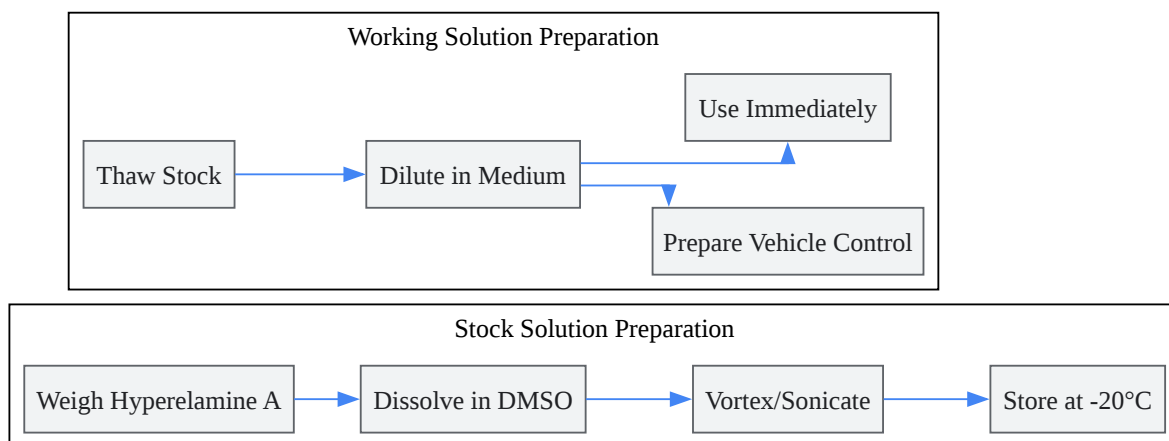 Working Solution Preparation
Use Immediately
Thaw Stock
Dilute in Medium
Prepare Vehicle Control
Stock Solution Preparation
Weigh Hyperelamine A
Dissolve in DMSO
Vortex/Sonicate
Store at -20°C